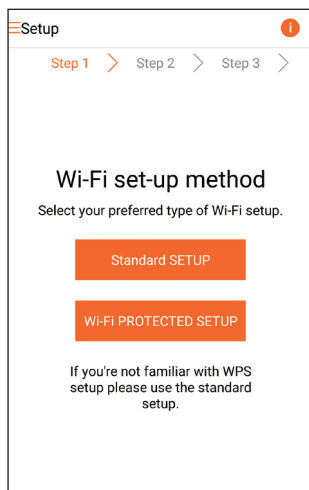 Setup
i
Step 1 Step 2 Step 3
Wi-Fi set-up method
Select your preferred type of Wi-Fi setup.
Standard SETUP
Wi-Fi PROTECTED SETUP
If you're not familiar with WPS
setup please use the standard
setup.